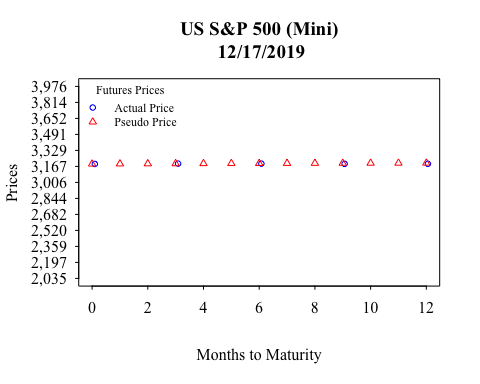 US S&P 500 (Mini)
12/17/2019
Futures Prices
Actual Price
Pseudo Price
Prices
3,976
3,814
3,652
3,491
3,329
3,167
3,006
2,844
2,682
2,520
2,359
2,197
2,035
0 2 4 6 8 10 12
Months to Maturity